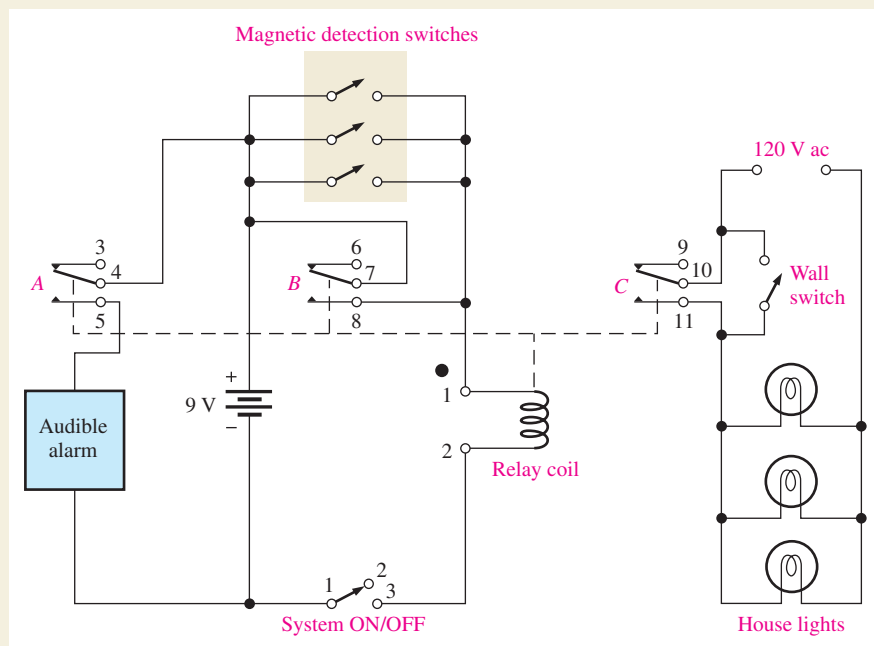 Magnetic detection switches
120 V ac
3
4
A
5
6
7
B
8
9
10
C
11
Wall
switch
+
9 V
−
1
2
Relay coil
Audible
alarm
1
2
3
System ON/OFF
House lights